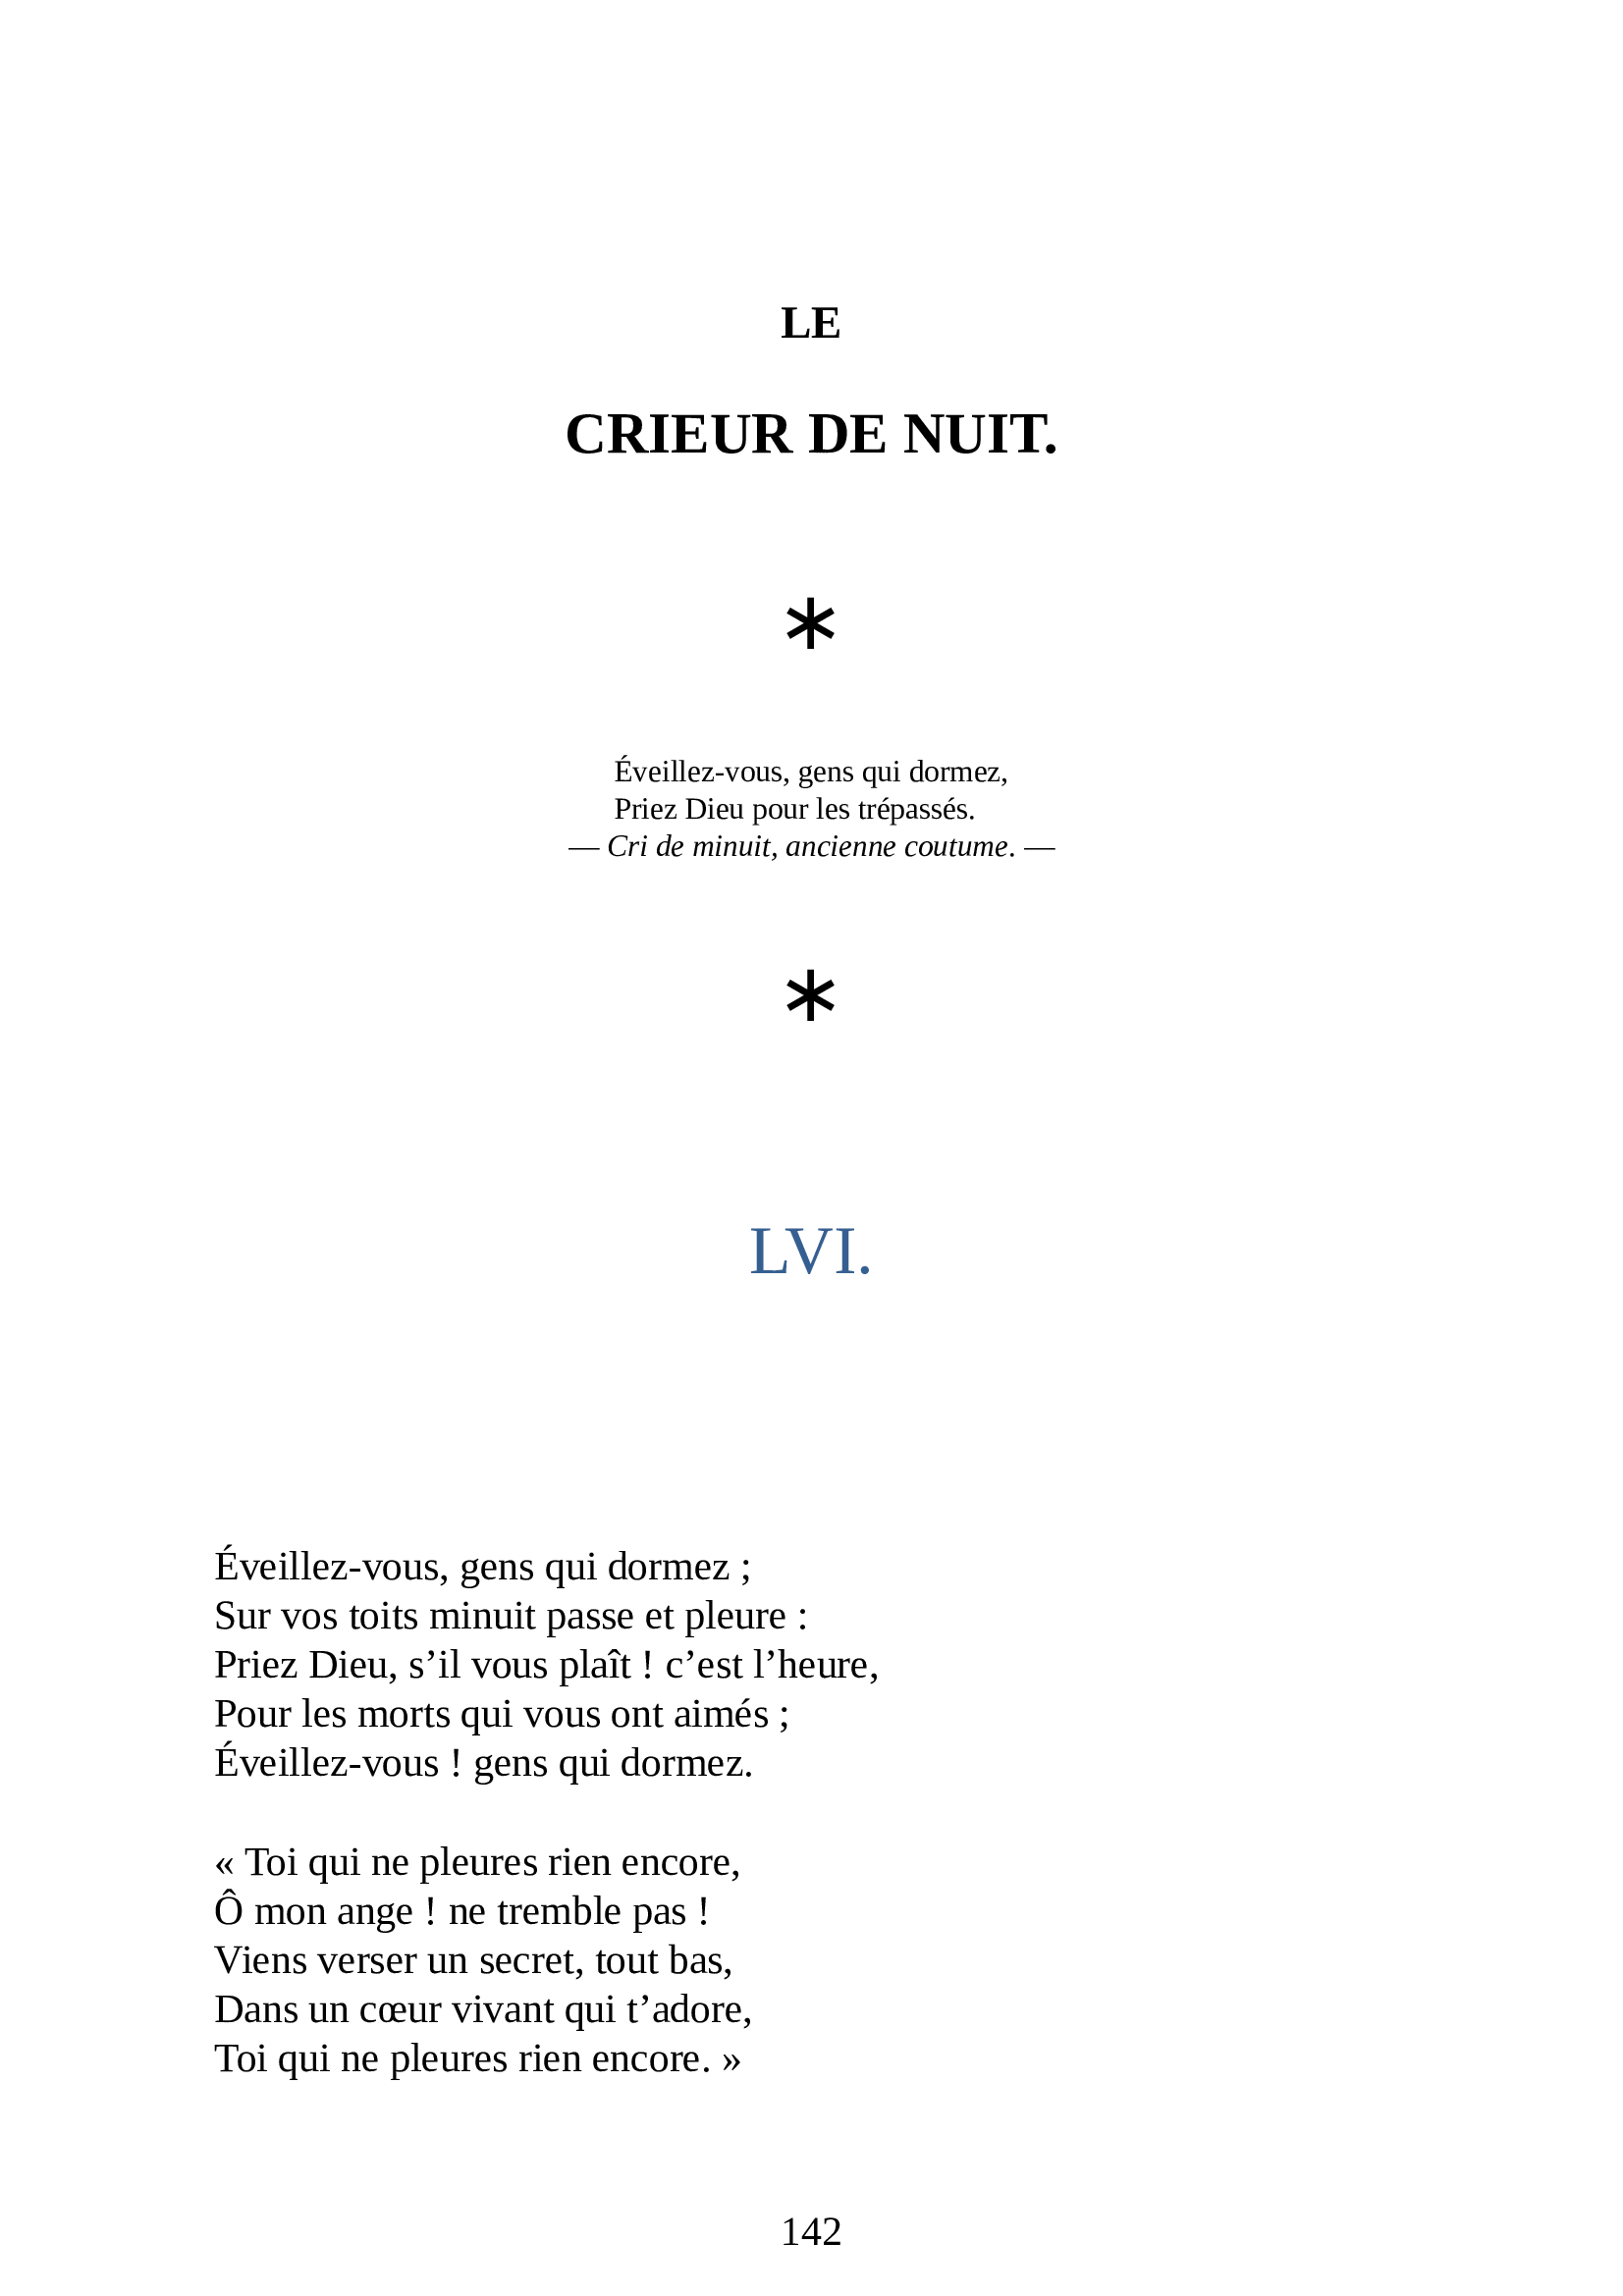 LE
CRIEUR DE NUIT.
*
Éveillez-vous, gens qui dormez,
Priez Dieu pour les trépassés.
— Cri de minuit, ancienne coutume. —
*
LVI.
Éveillez-vous, gens qui dormez ;
Sur vos toits minuit passe et pleure :
Priez Dieu, s’il vous plaît ! c’est l’heure,
Pour les morts qui vous ont aimés ;
Éveillez-vous ! gens qui dormez.
« Toi qui ne pleures rien encore,
Ô mon ange ! ne tremble pas !
Viens verser un secret, tout bas,
Dans un cœur vivant qui t’adore,
Toi qui ne pleures rien encore. »
142